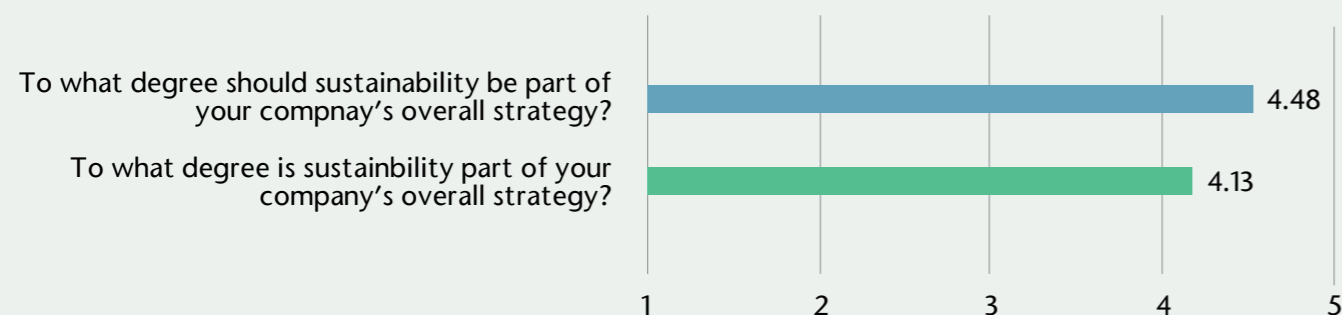 To what degree should sustainability be part of
your compnay's overall strategy?
4.48
To what degree is sustainbility part of your
company's overall strategy?
4.13
1 2 3 4 5